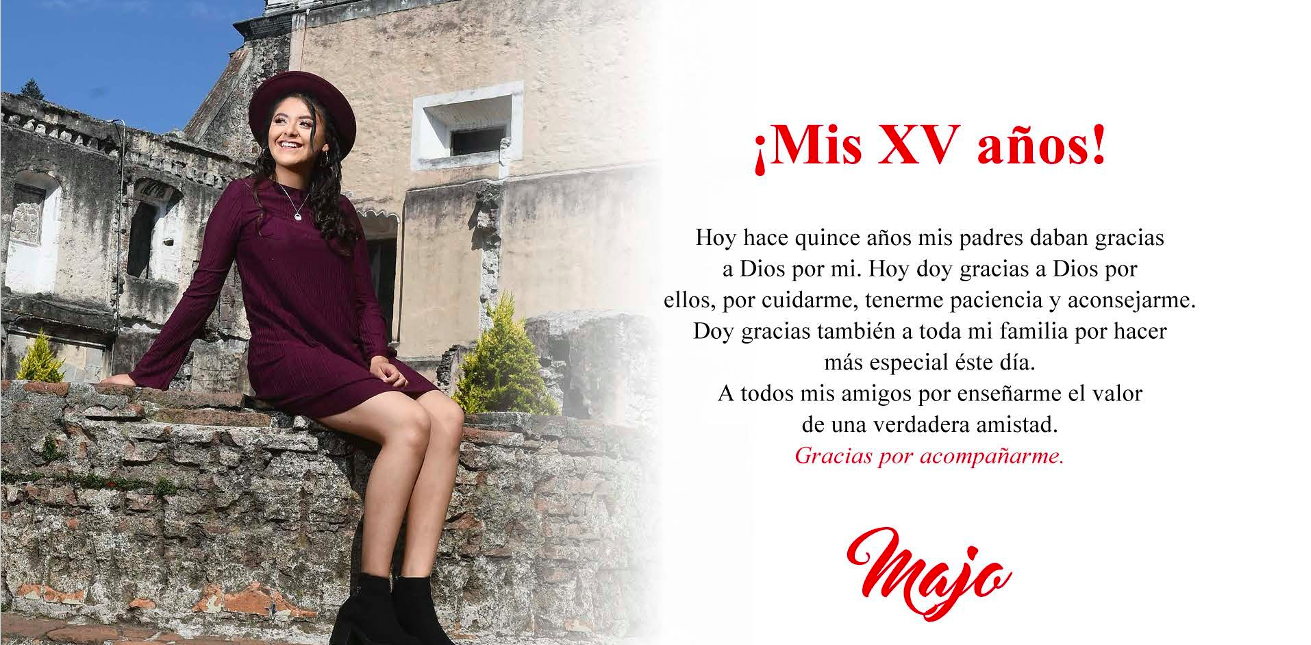 ¡Mis XV años!
Hoy hace quince años mis padres daban gracias
a Dios por mi. Hoy doy gracias a Dios por
ellos, por cuidarme, tenerme paciencia y aconsejarme.
Doy gracias también a toda mi familia por hacer
más especial éste día.
A todos mis amigos por enseñarme el valor
de una verdadera amistad.
Gracias por acompañarme.
Majo